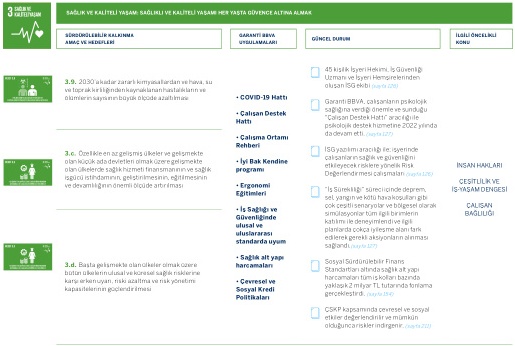 3 SAĞLIK VE
KALİTELİ YAŞAM
SAĞLIK VE KALİTELİ YAŞAM: SAĞLIKLI VE KALİTELİ YAŞAMI HER YAŞTA GÜVENCE ALTINA ALMAK
SÜRDÜRÜLEBİLİR KALKINMA
AMAÇ VE HEDEFLERİ
GARANTİ BBVA
UYGULAMALARI
GÜNCEL DURUM
İLGİLİ ÖNCELİKLİ
KONU
3.9. 2030'a kadar zararlı kimyasallardan ve hava, su
ve toprak kirliliğinden kaynaklanan hastalıkların ve
ölümlerin sayısının büyük ölçüde azaltılması
3.c. Özellikle en az gelişmiş ülkeler ve gelişmekte
olan küçük ada devletleri olmak üzere gelişmekte
olan ülkelerde sağlık hizmeti finansmanının ve sağlık
işgücü istihdamının, geliştirilmesinin, eğitilmesinin
ve devamlılığının önemli ölçüde artırılması
3.d. Başta gelişmekte olan ülkeler olmak üzere
bütün ülkelerin ulusal ve küresel sağlık risklerine
karşı erken uyarı, riski azaltma ve risk yönetimi
kapasitelerinin güçlendirilmesi
• COVID-19 Hattı
• Çalışan Destek
Hattı
• Çalışma Ortamı
Rehberi
• İyi Bak Kendine
programı
• Ergonomi
Eğitimleri
• İş Sağlığı ve
Güvenliğinde
ulusal ve
uluslararası
standarda uyum
• Sağlık alt yapı
harcamaları
• Çevresel ve
Sosyal Kredi
Politikaları
45 kişilik İşyeri Hekimi, İş Güvenliği
Uzmanı ve İşyeri Hemşirelerinden
oluşan İSG ekibi
Garanti BBVA, çalışanların psikolojik
sağlığına verdiği önemle ve sunduğu
"Çalışan Destek Hattı" aracılığı ile
psikolojik destek hizmetine 2022 yılında
da devam etti. (sayfa 127)
İSG yazılımı aracılığı ile; işyerinde
çalışanların sağlık ve güvenliğini
etkileyecek risklere yönelik Risk
Değerlendirmesi çalışmaları
"İş Sürekliliği" süreci içinde deprem,
sel, yangın ve kötü hava koşulları gibi
çok çeşitli senaryolar ve bölgesel olarak
simülasyonlar tüm ilgili birimlerin
katılımı ile deneyimlendi ve ilgili
planlarda çokça iyileşme alanı fark
edilerek gerekli aksiyonların alınması
sağlandı. (sayfa 127)
Sosyal Sürdürülebilir Finans
Standartları altında sağlık alt yapı
harcamaları tüm iş kolları bazında
yaklaşık 2 milyar TL tutarında fonlama
gerçekleştirdi.
ÇSKP kapsamında çevresel ve sosyal
etkiler değerlendirilir ve mümkün
olduğunca riskler indirgenir.
İNSAN HAKLARI
ÇEŞİTLİLİK VE
İŞ-YAŞAM DENGESİ
ÇALIŞAN
BAĞLILIĞI